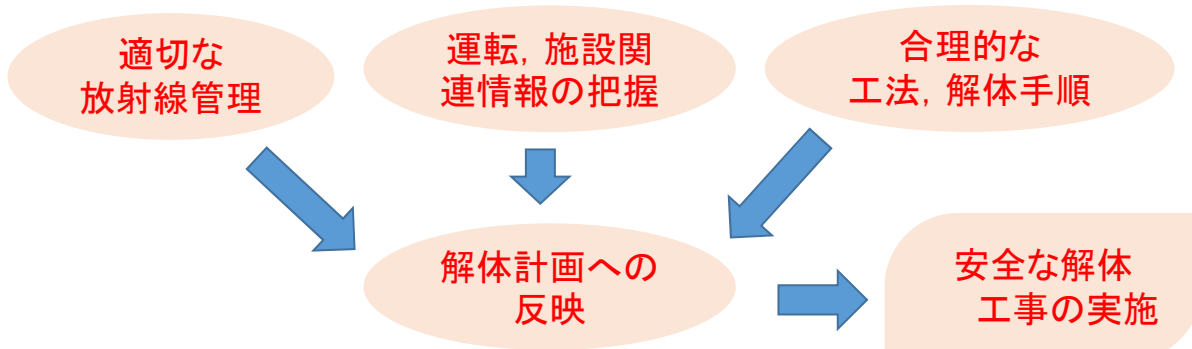 適切な
放射線管理
運転，施設関
連情報の把握
合理的な
工法，解体手順
解体計画への
反映
安全な解体
工事の実施